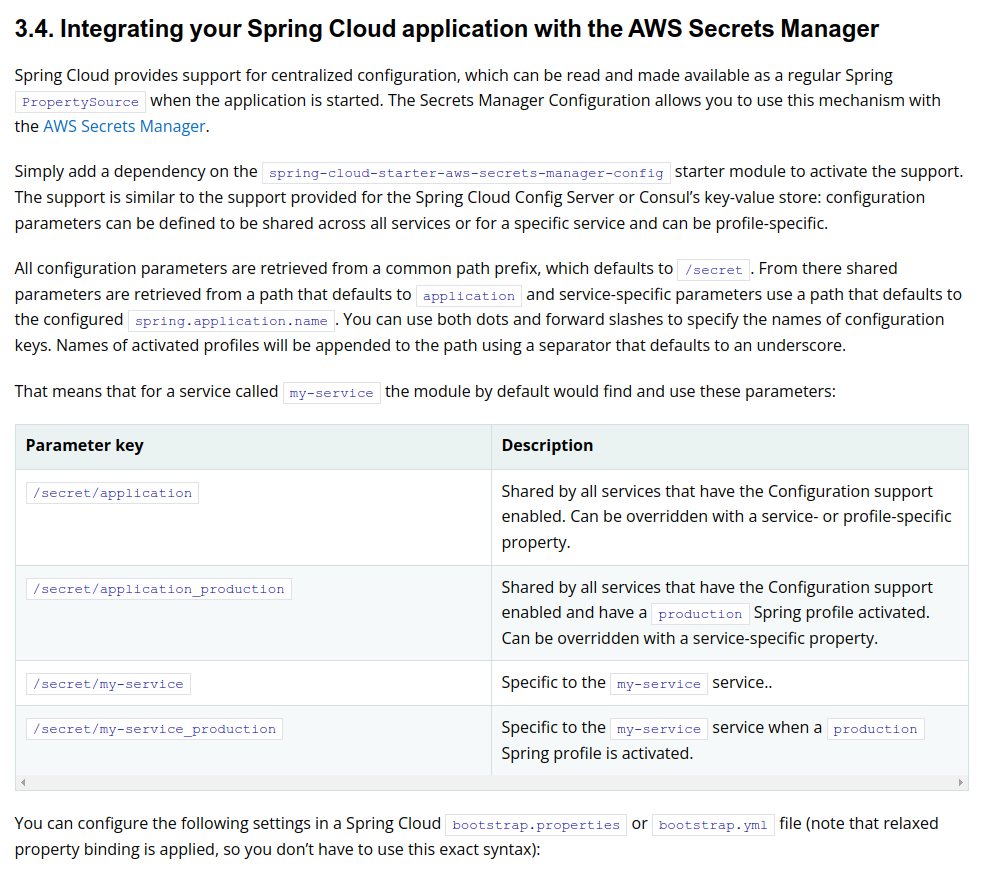 3.4. Integrating your Spring Cloud application with the AWS Secrets Manager
Spring Cloud provides support for centralized configuration, which can be read and made available as a regular Spring
PropertySource when the application is started. The Secrets Manager Configuration allows you to use this mechanism with
the AWS Secrets Manager.
Simply add a dependency on the spring-cloud-starter-aws-secrets-manager-config starter module to activate the support.
The support is similar to the support provided for the Spring Cloud Config Server or Consul’s key-value store: configuration
parameters can be defined to be shared across all services or for a specific service and can be profile-specific.
All configuration parameters are retrieved from a common path prefix, which defaults to /secret. From there shared
parameters are retrieved from a path that defaults to application and service-specific parameters use a path that defaults to
the configured spring.application.name. You can use both dots and forward slashes to specify the names of configuration
keys. Names of activated profiles will be appended to the path using a separator that defaults to an underscore.
That means that for a service called my-service the module by default would find and use these parameters:
Parameter key
Description
/secret/application
Shared by all services that have the Configuration support
enabled. Can be overridden with a service- or profile-specific
property.
/secret/application_production
Shared by all services that have the Configuration support
enabled and have a production Spring profile activated.
Can be overridden with a service-specific property.
/secret/my-service
Specific to the my-service service..
/secret/my-service_production
Specific to the my-service service when a production
Spring profile is activated.
You can configure the following settings in a Spring Cloud bootstrap.properties or bootstrap.yml file (note that relaxed
property binding is applied, so you don’t have to use this exact syntax):